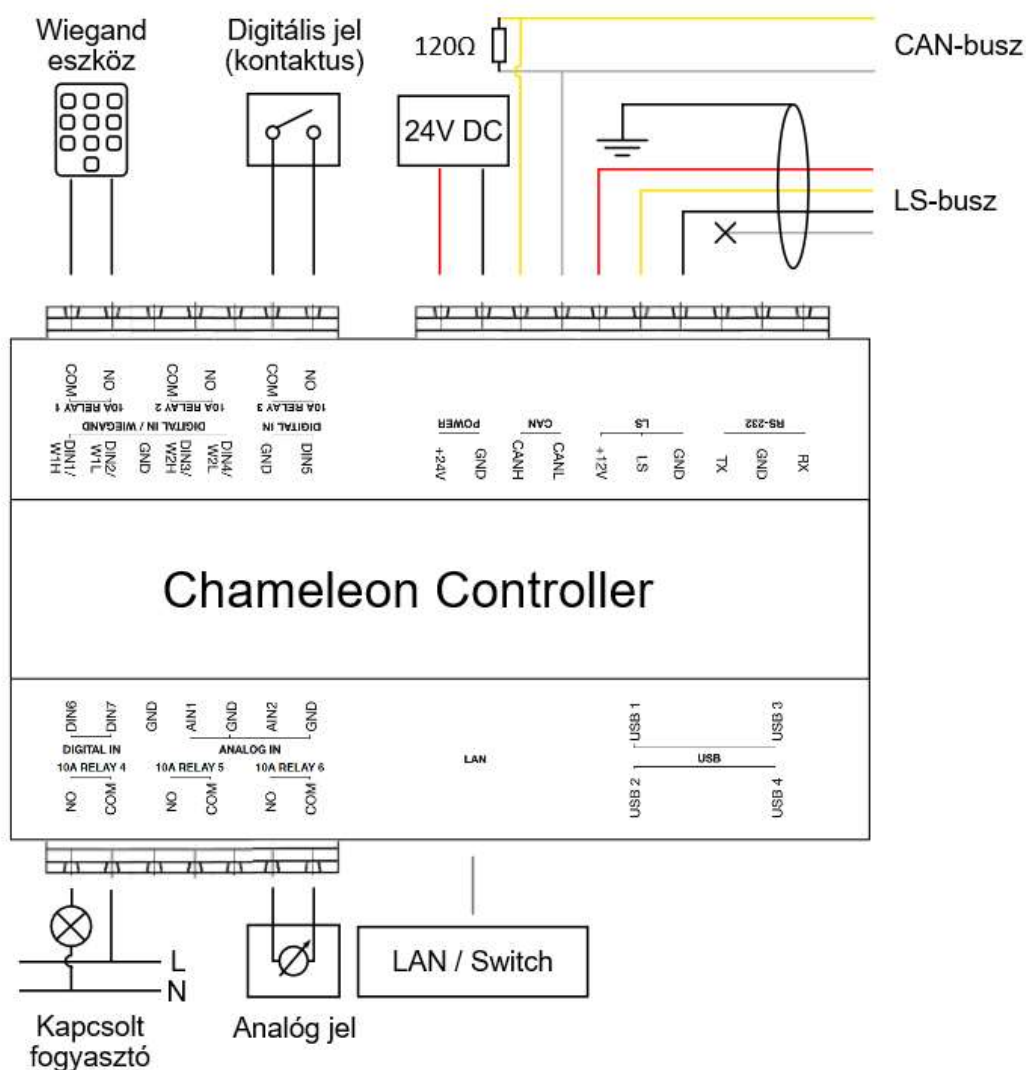 Wiegand
eszköz
Digitális jel
(kontaktus)
120Ω
CAN-busz
24V DC
LS-busz
COM
NO
COM
NO
COM
NO
10A RELAY 1
10A RELAY 2
10A RELAY 3
DIGITAL IN / WIEGAND
DIGITAL IN
DIN1/
W1H
DIN2/
W1L
GND
DIN3/
W2H
DIN4/
W2L
GND
DIN5
POWER
CAN
LS
RS-232
+24V
GND
CANH
CANL
+12V
LS
GND
TX
GND
RX
Chameleon Controller
DIN6
DIN7
GND
AIN1
GND
AIN2
GND
DIGITAL IN
ANALOG IN
10A RELAY 4
10A RELAY 5
10A RELAY 6
NO
COM
NO
COM
NO
COM
LAN
USB 1
USB 3
USB
USB 2
USB 4
L
N
LAN / Switch
Kapcsolt
fogyasztó
Analóg jel